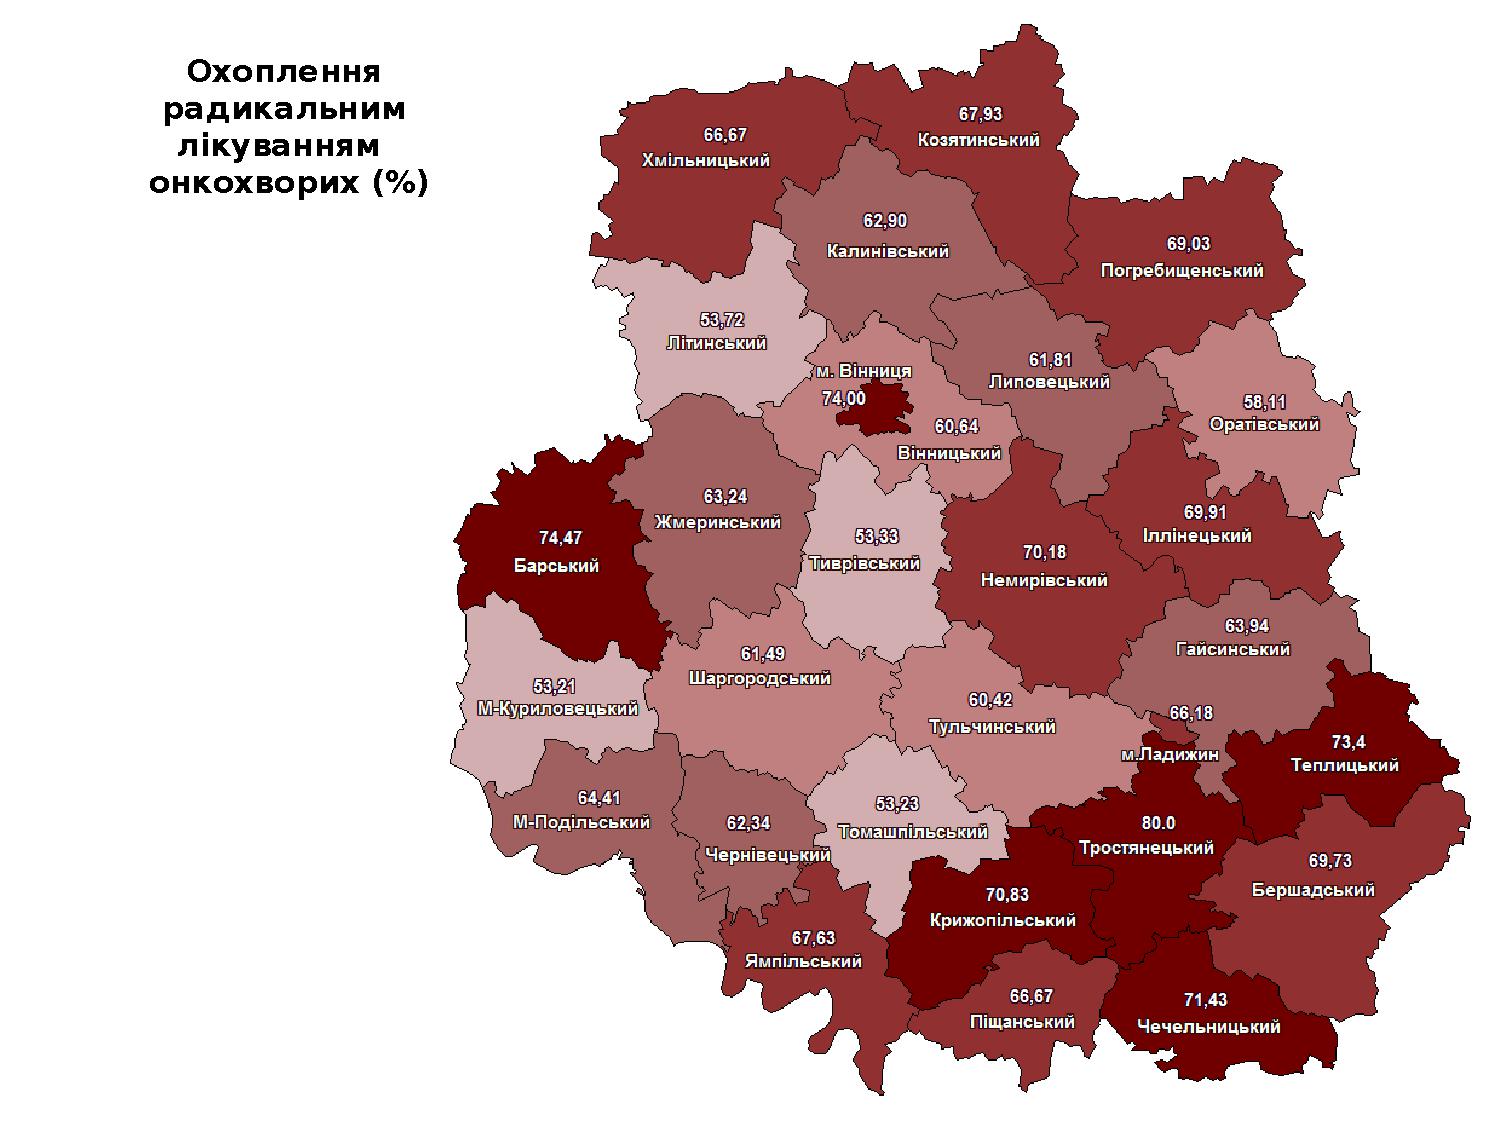 Охоплення
радикальним
лікуванням
онкохворих (%)
67,93
Козятинський
66,67
Хмільницький
62,90
Калинівський
69,03
Погребищенський
53,72
Літинський
61,81
Липовецький
м. Вінниця
74,00
60,64
Вінницький
58,11
Оратівський
63,24
Жмеринський
74,47
Барський
53,33
Тиврівський
70,18
Немирівський
69,91
Іллінецький
63,94
Гайсинський
61,49
Шаргородський
53,21
М-Куриловецький
60,42
Тульчинський
66,18
м.Ладижин
73,4
Теплицький
64,41
М-Подільський
62,34
Чернівецький
53,23
Томашпільський
80.0
Тростянецький
69,73
Бершадський
70,83
Крижопільський
67,63
Ямпільський
66,67
Піщанський
71,43
Чечельницький